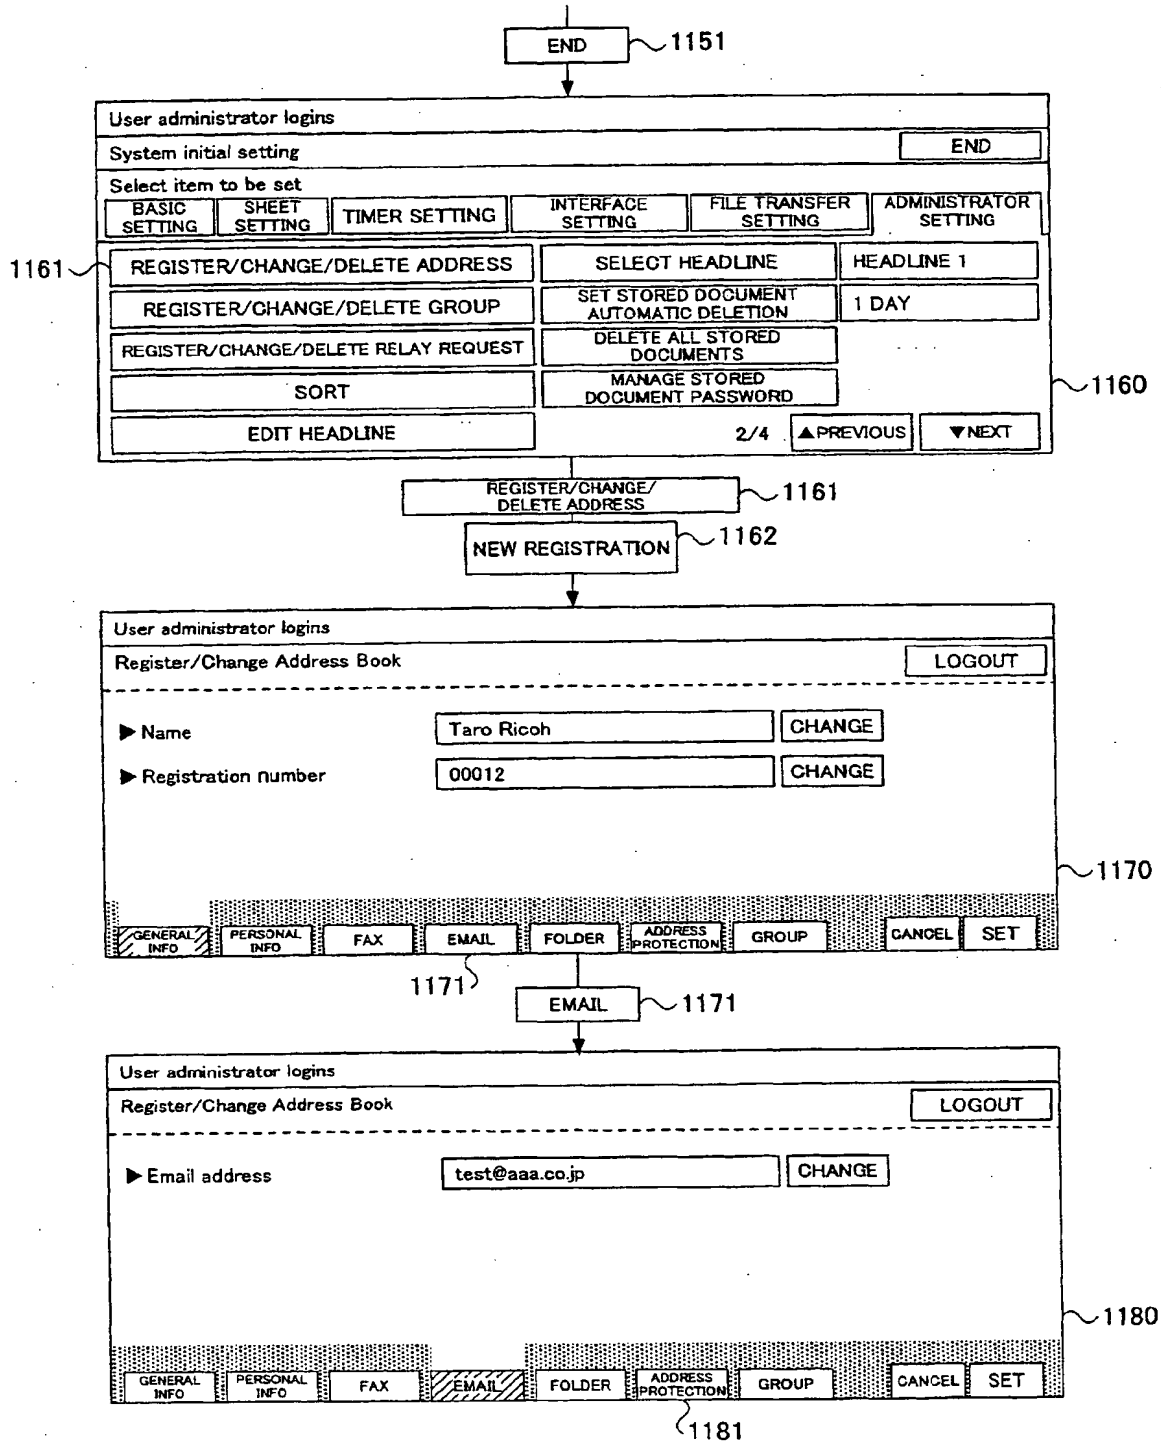 END
1151
User administrator logins
System initial setting
END
Select item to be set
BASIC
SETTING
SHEET
SETTING
TIMER SETTING
INTERFACE
SETTING
FILE TRANSFER
SETTING
ADMINISTRATOR
SETTING
1161
REGISTER/CHANGE/DELETE ADDRESS
SELECT HEADLINE
HEADLINE 1
REGISTER/CHANGE/DELETE GROUP
SET STORED DOCUMENT
AUTOMATIC DELETION
1 DAY
REGISTER/CHANGE/DELETE RELAY REQUEST
DELETE ALL STORED
DOCUMENTS
SORT
MANAGE STORED
DOCUMENT PASSWORD
1160
EDIT HEADLINE
2/4
▲PREVIOUS
▼NEXT
REGISTER/CHANGE/
DELETE ADDRESS
1161
NEW REGISTRATION
1162
User administrator logins
Register/Change Address Book
LOGOUT
▶Name
Taro Ricoh
CHANGE
▶Registration number
00012
CHANGE
1170
GENERAL
INFO
PERSONAL
INFO
FAX
EMAIL
FOLDER
ADDRESS
PROTECTION
GROUP
CANCEL
SET
1171
EMAIL
1171
User administrator logins
Register/Change Address Book
LOGOUT
▶Email address
test@aaa.co.jp
CHANGE
1180
GENERAL
INFO
PERSONAL
INFO
FAX
EMAIL
FOLDER
ADDRESS
PROTECTION
GROUP
CANCEL
SET
1181